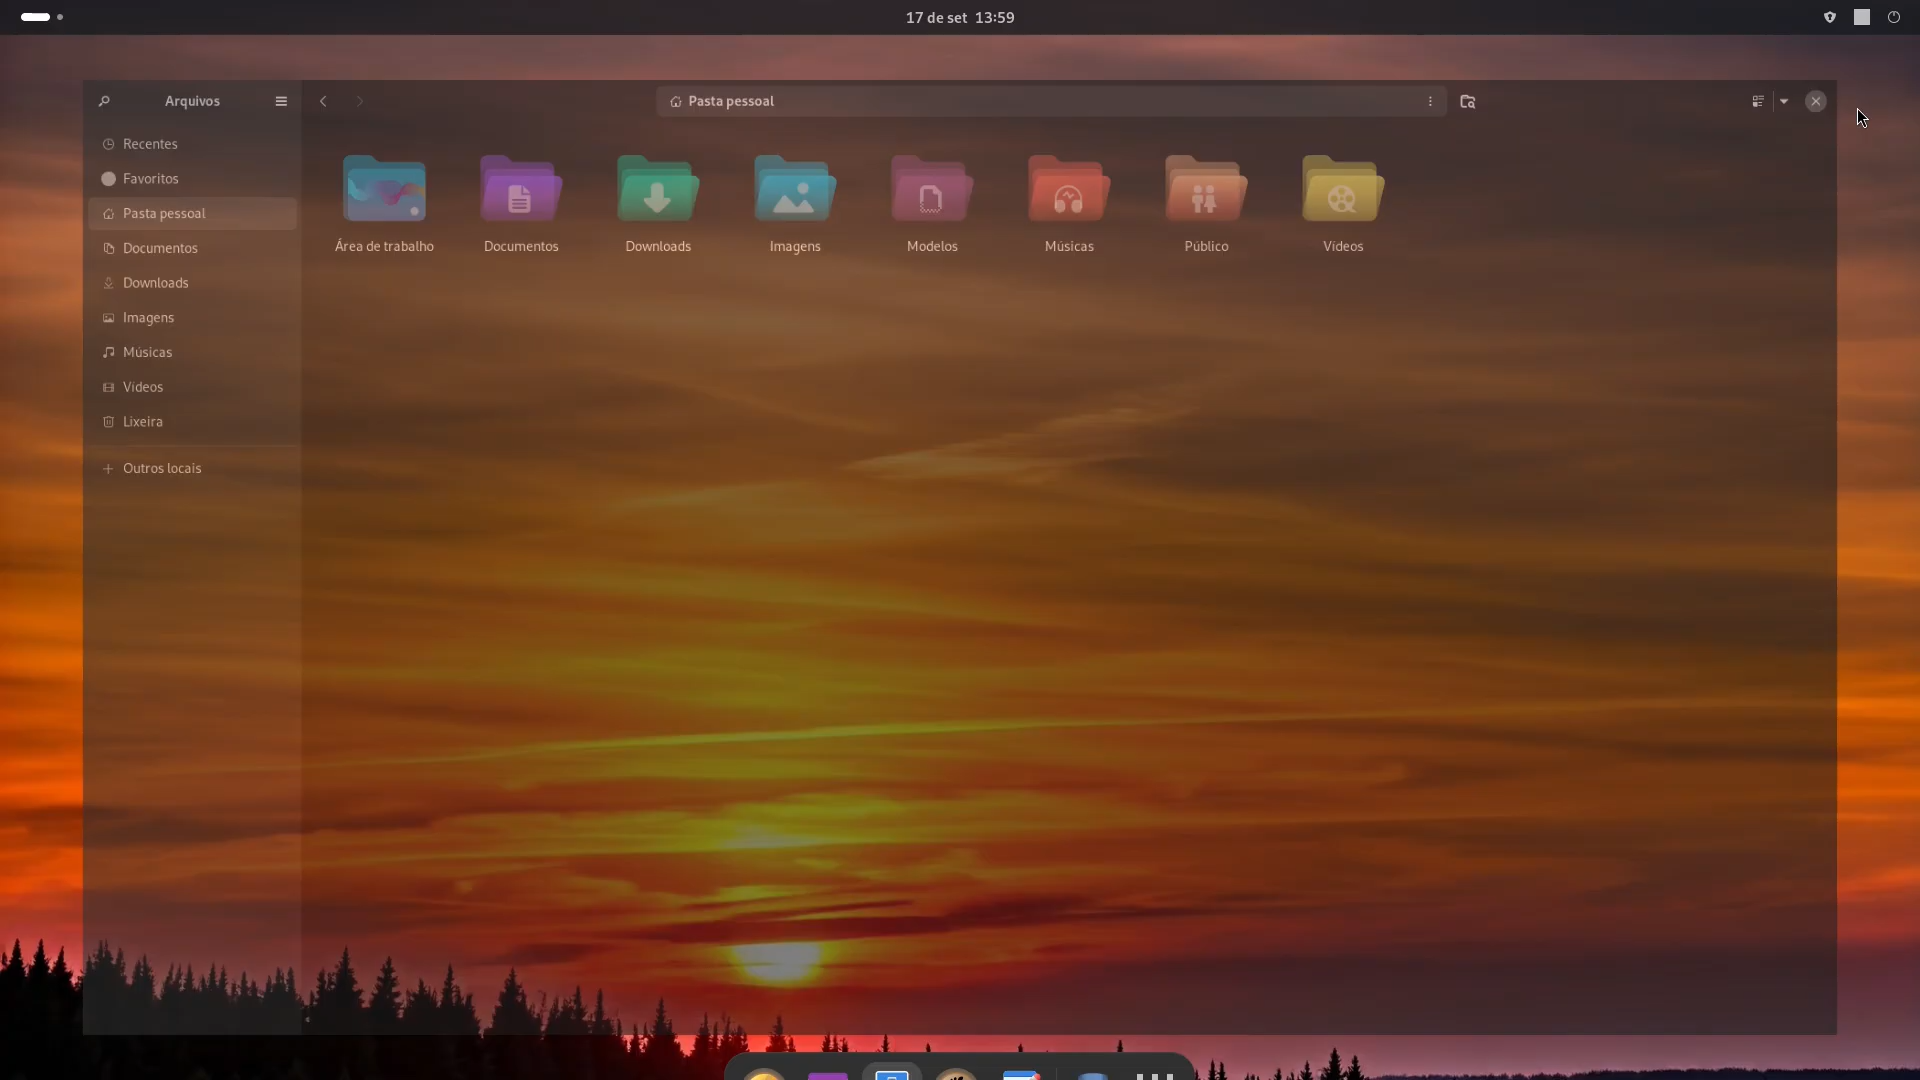 17 de set 13:59
Arquivos
Pasta pessoal
Recentes
Favoritos
Pasta pessoal
Documentos
Downloads
Imagens
Músicas
Vídeos
Lixeira
Outros locais
Área de trabalho
Documentos
Downloads
Imagens
Modelos
Músicas
Público
Vídeos